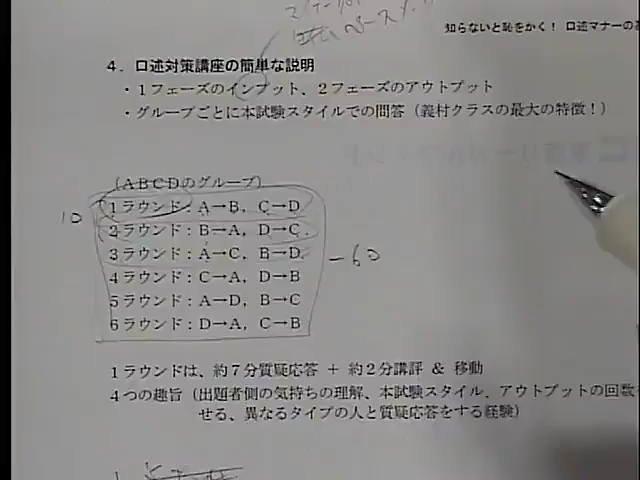 知らないと恥をかく！ 口述マナーの基
４．口述対策講座の簡単な説明
・１フェーズのインプット、２フェーズのアウトプット
・グループごとに本試験スタイルでの問答（義村クラスの最大の特徴！）
（ＡＢＣＤのグループ）
10
１ラウンド：Ａ→Ｂ，Ｃ→Ｄ
２ラウンド：Ｂ→Ａ，Ｄ→Ｃ
３ラウンド：Ａ→Ｃ，Ｂ→Ｄ
－60
４ラウンド：Ｃ→Ａ，Ｄ→Ｂ
５ラウンド：Ａ→Ｄ，Ｂ→Ｃ
６ラウンド：Ｄ→Ａ，Ｃ→Ｂ
１ラウンドは、約７分質疑応答 ＋ 約２分講評 ＆ 移動
４つの趣旨（出題者側の気持ちの理解、本試験スタイル、アウトプットの回数
せる、異なるタイプの人と質疑応答をする経験）